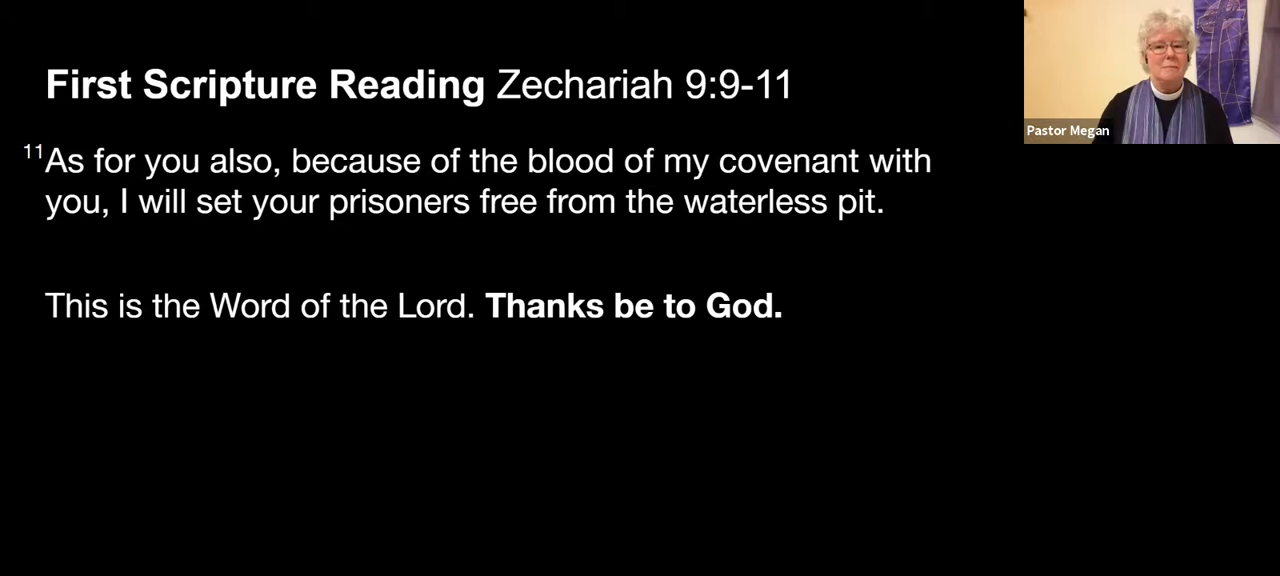 First Scripture Reading Zechariah 9:9-11
Pastor Megan
11As for you also, because of the blood of my covenant with
you, I will set your prisoners free from the waterless pit.
This is the Word of the Lord. Thanks be to God.